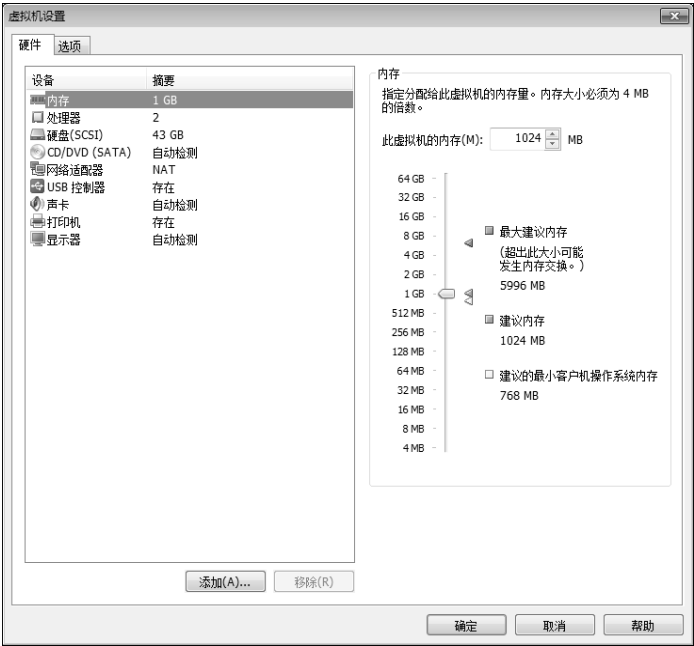 虚拟机设置
硬件 选项
设备 摘要
内存 1 GB
处理器 2
硬盘(SCSI) 43 GB
CD/DVD (SATA) 自动检测
网络适配器 NAT
USB 控制器 存在
声卡 自动检测
打印机 存在
显示器 自动检测
添加(A)... 移除(R)
内存
指定分配给此虚拟机的内存量。内存大小必须为 4 MB
的倍数。
此虚拟机的内存(M): 1024 MB
64 GB
32 GB
16 GB
8 GB
4 GB
2 GB
1 GB
512 MB
256 MB
128 MB
64 MB
32 MB
16 MB
8 MB
4 MB
最大建议内存
(超出此大小可能
发生内存交换。)
5996 MB
建议内存
1024 MB
建议的最小客户机操作系统内存
768 MB
确定 取消 帮助